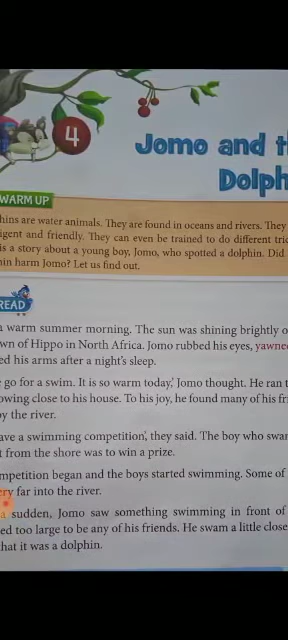 4
Jomo and th
Dolph
WARM UP
hins are water animals. They are found in oceans and rivers. They
igent and friendly. They can even be trained to do different tric
is a story about a young boy, Jomo, who spotted a dolphin. Did
hin harm Jomo? Let us find out.
READ
a warm summer morning. The sun was shining brightly o
wn of Hippo in North Africa. Jomo rubbed his eyes, yawned
ed his arms after a night's sleep.
go for a swim. It is so warm today,' Jomo thought. He ran t
owing close to his house. To his joy, he found many of his fri
by the river.
ave a swimming competition', they said. The boy who swam
t from the shore was to win a prize.
mpetition began and the boys started swimming. Some of
ery far into the river.
a sudden, Jomo saw something swimming in front of
ed too large to be any of his friends. He swam a little close
hat it was a dolphin.